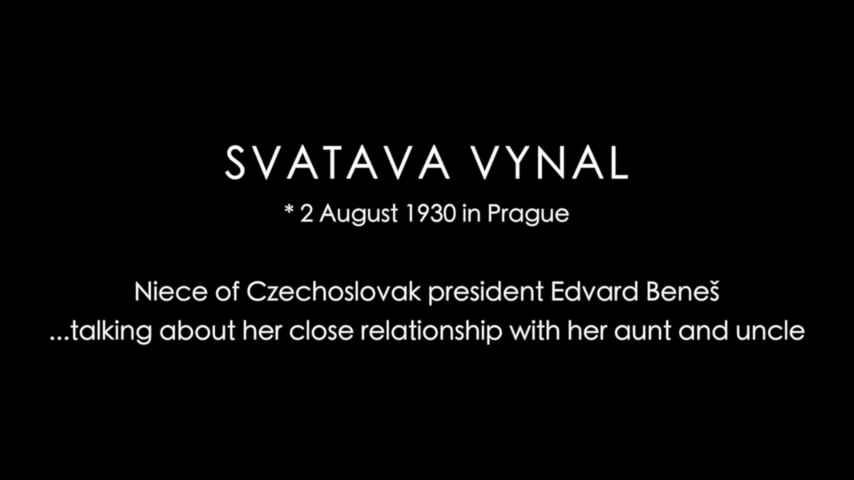 SVATAVA VYNAL
* 2 August 1930 in Prague
Niece of Czechoslovak president Edvard Beneš
...talking about her close relationship with her aunt and uncle